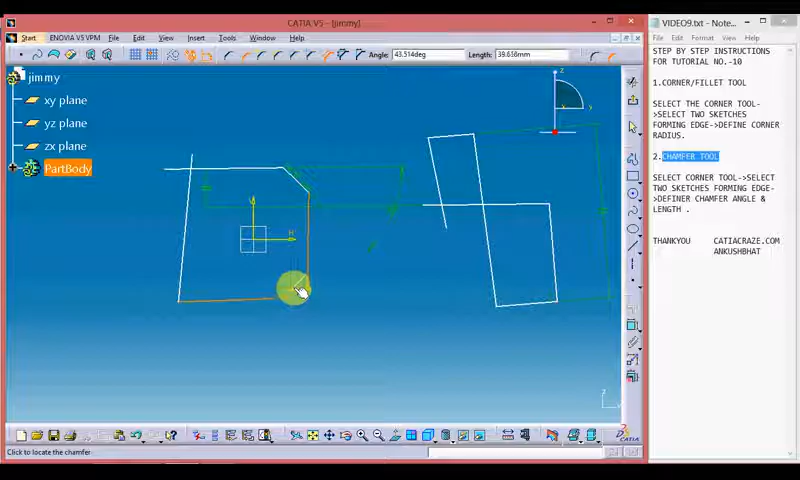 CATIA V5 - [jimmy]
Start ENOVIA V5 VPM File Edit View Insert Tools Window Help
Angle: 43.514deg Length: 39.616mm
jimmy
xy plane
yz plane
zx plane
PartBody
z
y
V
H
z
CATIA
Click to locate the chamfer
VIDEO9.txt - Note...
File Edit Format View Help
STEP BY STEP INSTRUCTIONS
FOR TUTORIAL NO.-10
1.CORNER/FILLET TOOL
SELECT THE CORNER TOOL-
>SELECT TWO SKETCHES
FORMING EDGE->DEFINE CORNER
RADIUS.
2.CHAMFER TOOL
SELECT CORNER TOOL->SELECT
TWO SKETCHES FORMING EDGE-
>DEFINER CHAMFER ANGLE &
LENGTH .
THANKYOU CATIACRAZE.COM
ANKUSHBHAT